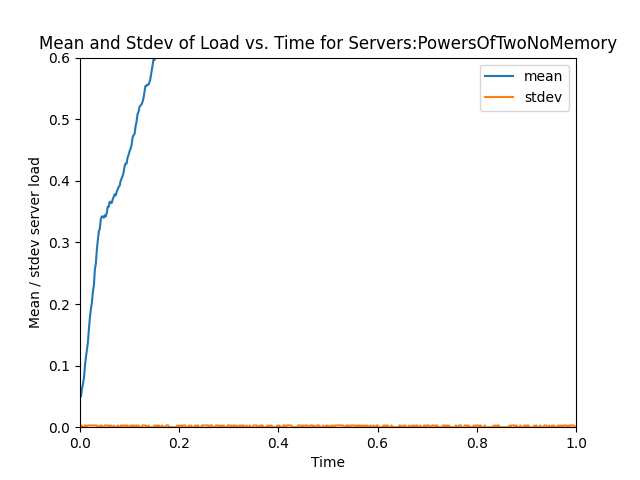 Mean and Stdev of Load vs. Time for Servers:PowersOfTwoNoMemory
0.6
0.5
0.4
0.3
0.2
0.1
0.0
Mean / stdev server load
mean
stdev
0.0 0.2 0.4 0.6 0.8 1.0
Time